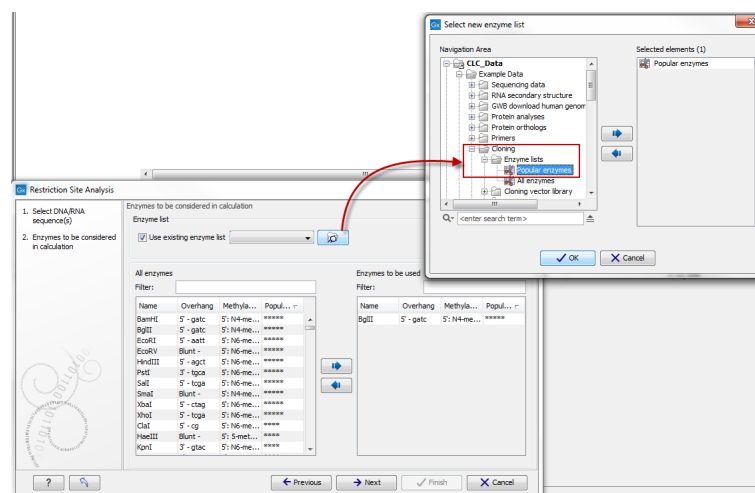 Select new enzyme list
Navigation Area
CLC_Data
Example Data
Sequencing data
RNA secondary structure
GWB download human genom
Protein analyses
Protein orthologs
Primers
Cloning
Enzyme lists
Popular enzymes
All enzymes
Cloning vector library
<enter search term>
Selected elements (1)
Popular enzymes
OK Cancel
Restriction Site Analysis
1. Select DNA/RNA
sequence(s)
2. Enzymes to be considered
in calculation
Enzymes to be considered in calculation
Enzyme list
Use existing enzyme list
All enzymes
Filter:
Name Overhang Methyla... Popul...
BamHI 5' - gatc 5': N4-me... *****
BglII 5' - gatc 5': N4-me... *****
EcoRI 5' - aatt 5': N6-me... *****
EcoRV Blunt - 5': N6-me... *****
HindIII 5' - agct 5': N6-me... *****
PstI 3' - tgca 5': N6-me... *****
SalI 5' - tcga 5': N6-me... *****
SmaI Blunt - 5': N4-me... *****
XbaI 5' - ctag 5': N6-me... *****
XhoI 5' - tcga 5': N6-me... *****
ClaI 5' - cg 5': N6-me... ****
HaeIII Blunt - 5': 5-met... ****
KpnI 3' - gtac 5': N6-me... ****
Enzymes to be used
Filter:
Name Overhang Methyla... Popul...
BglII 5' - gatc 5': N4-me... *****
? Previous Next Finish Cancel